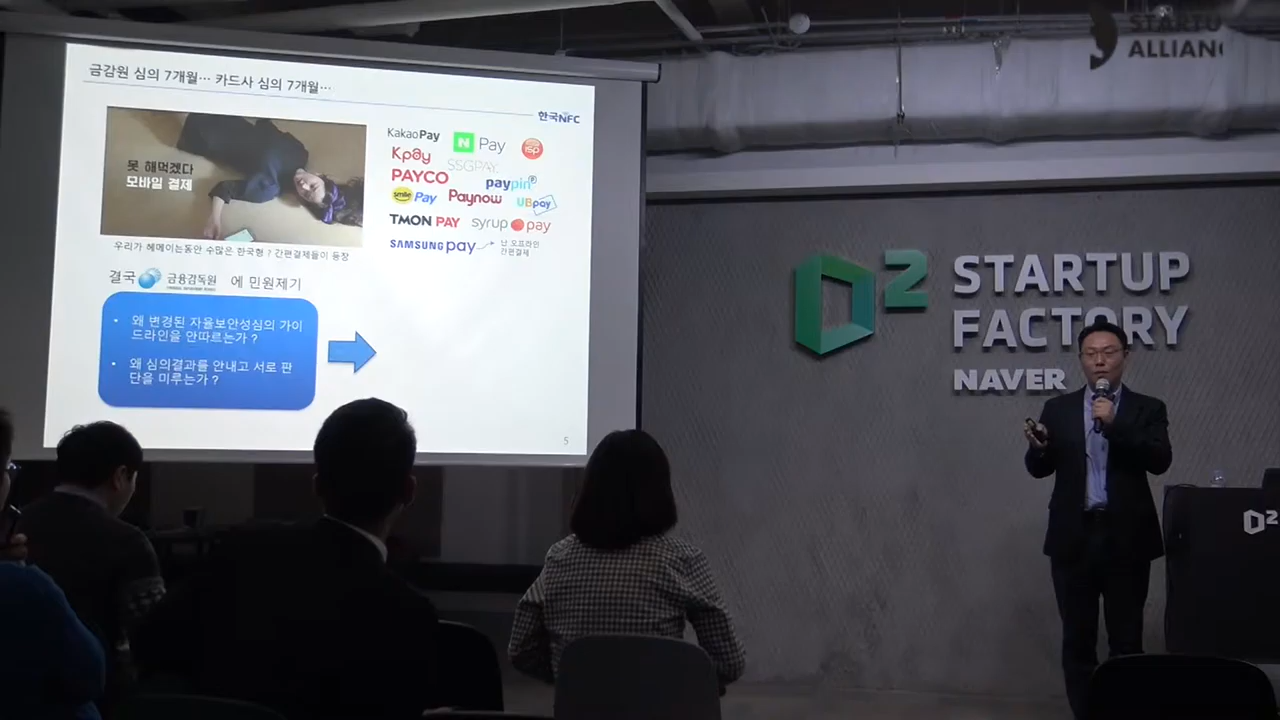 금감원 심의 7개월… 카드사 심의 7개월…
한국NFC
못 해먹겠다
모바일 결제
KakaoPay
N Pay
ISP
Kpay
SSGPAY.
PAYCO
paypin
smile Pay
Paynow
UBpay
TMON PAY
syrup pay
SAMSUNG pay
난 오프라인
간편결제
우리가 헤메이는동안 수많은 한국형 ? 간편결제들이 등장
결국 금융감독원 에 민원제기
• 왜 변경된 자율보안성심의 가이
드라인을 안따르는가 ?
• 왜 심의결과를 안내고 서로 판
단을 미루는가 ?
5
STARTUP
ALLIANC
D2 STARTUP
FACTORY
NAVER
D2